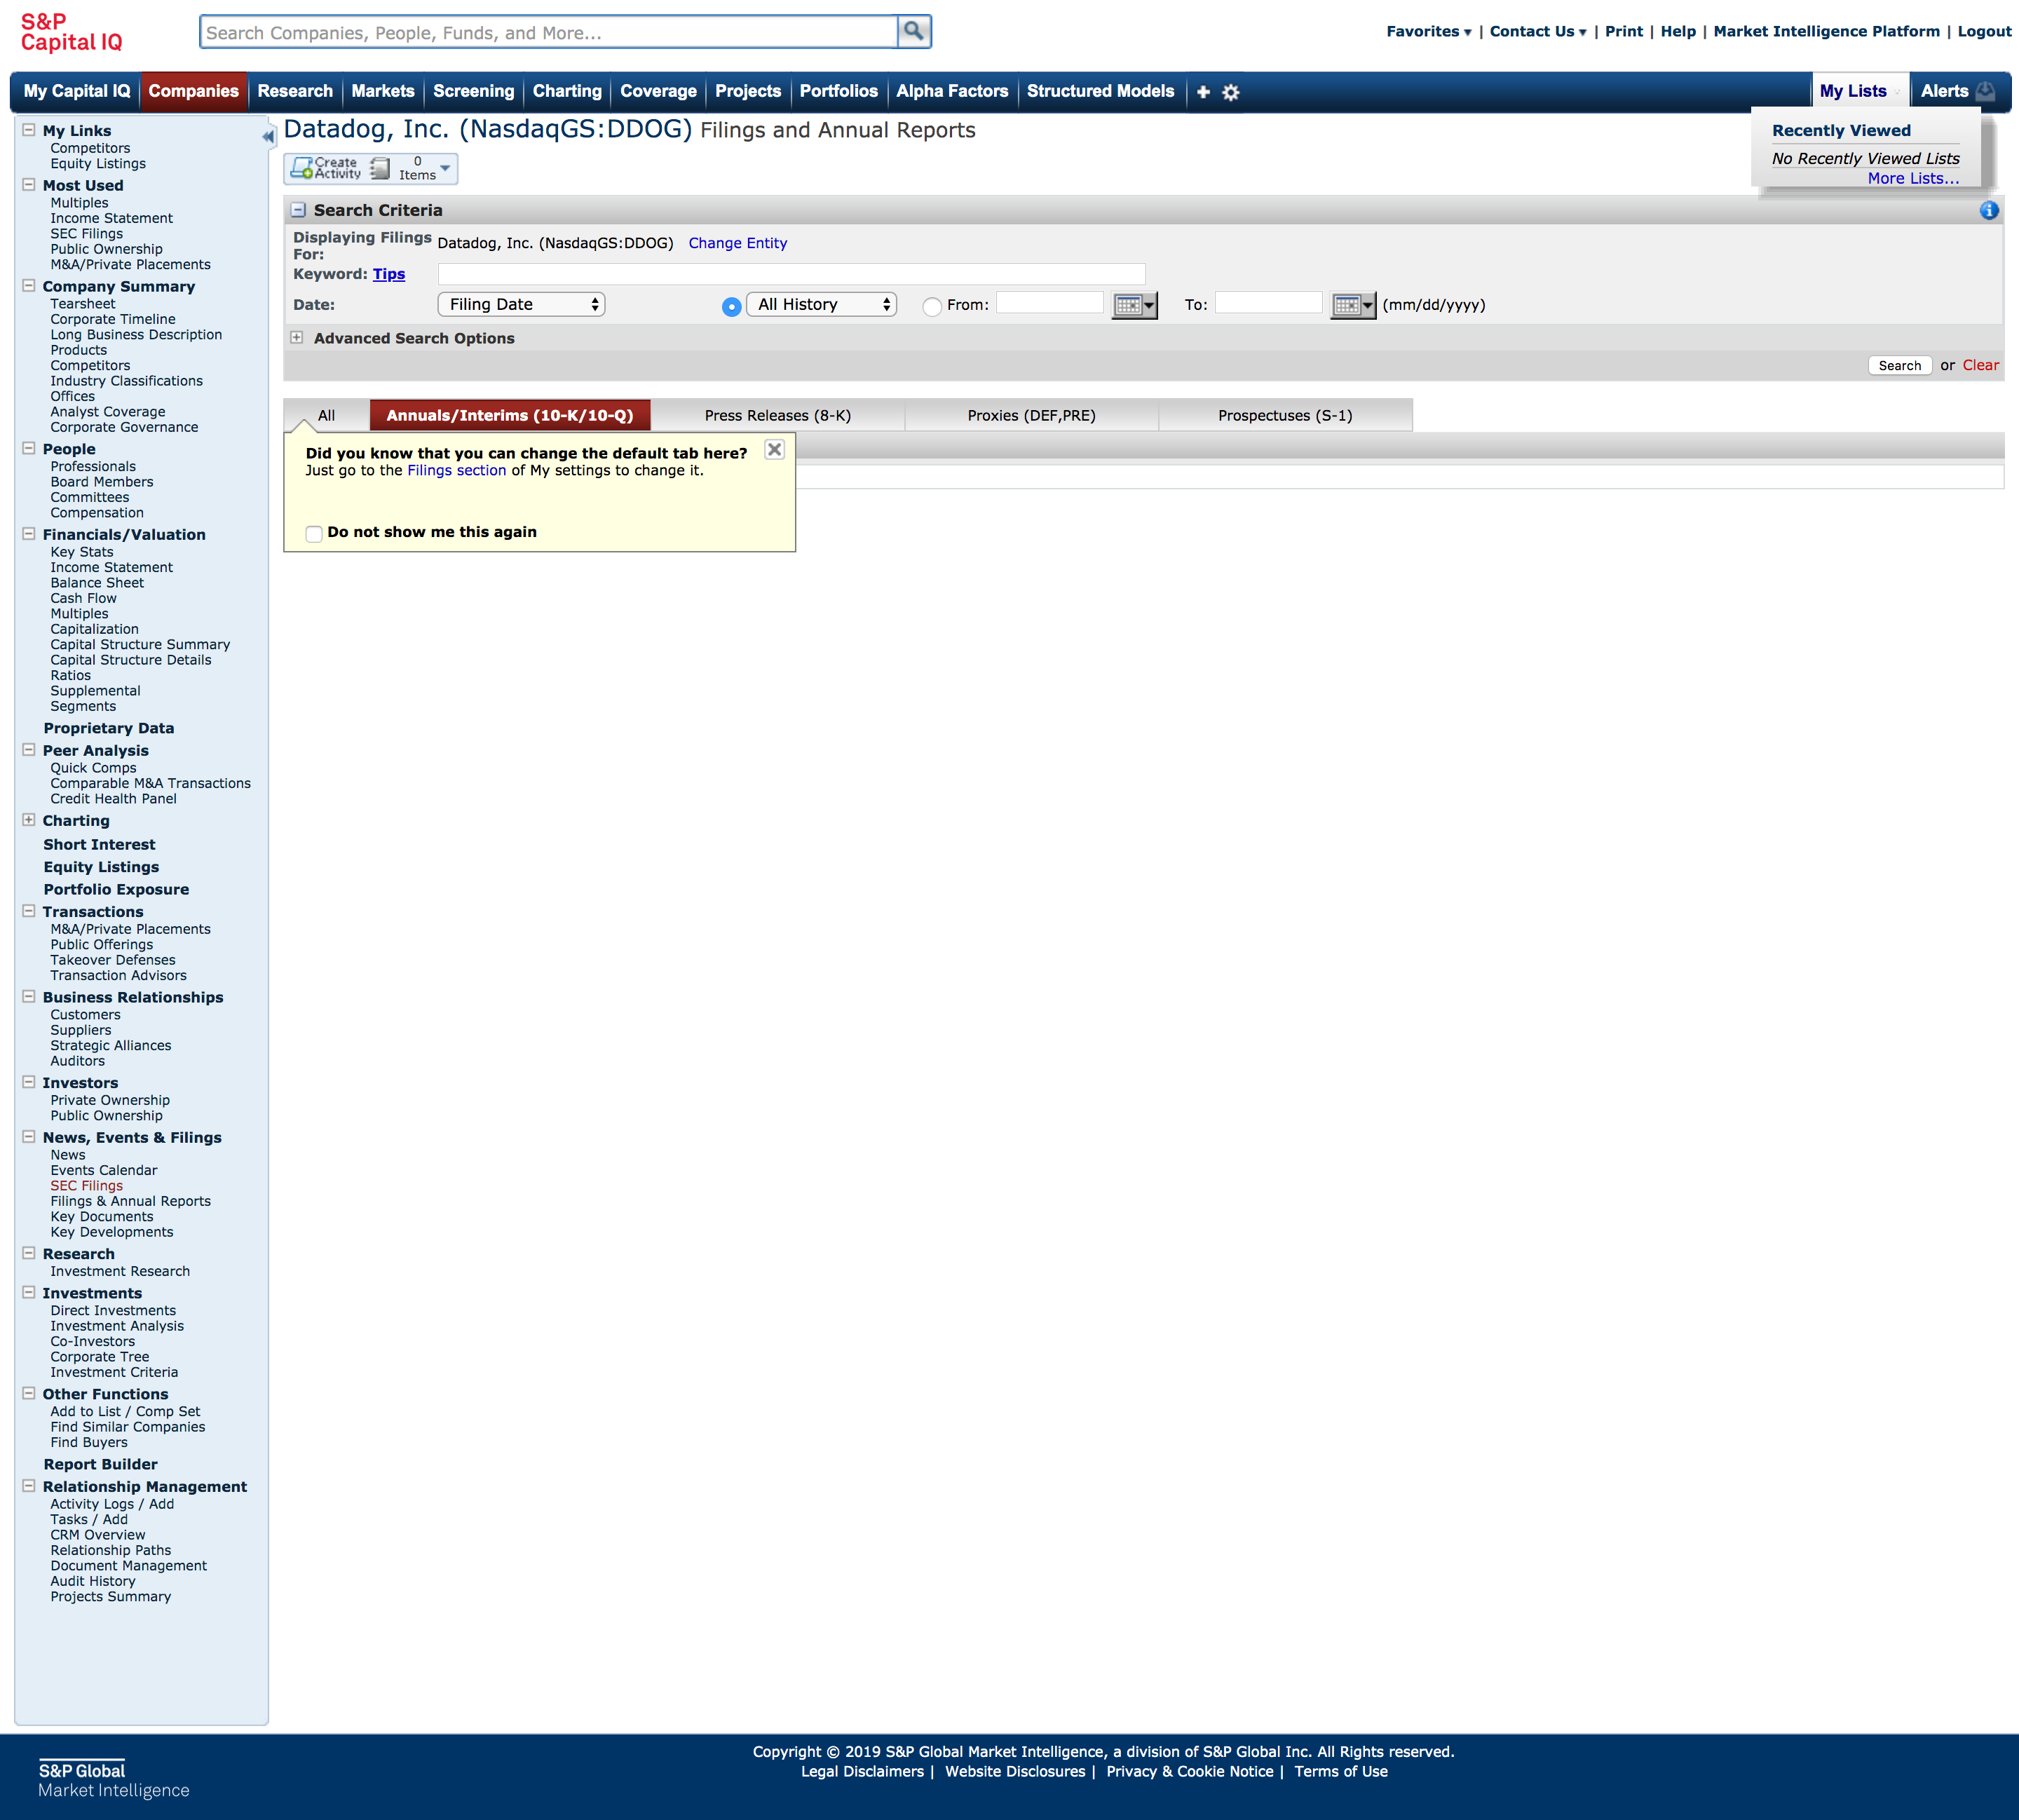 S&P
Capital IQ
Search Companies, People, Funds, and More...
Favorites | Contact Us | Print | Help | Market Intelligence Platform | Logout
My Capital IQ Companies Research Markets Screening Charting Coverage Projects Portfolios Alpha Factors Structured Models My Lists Alerts
Recently Viewed
No Recently Viewed Lists
More Lists...
My Links
Competitors
Equity Listings
Most Used
Multiples
Income Statement
SEC Filings
Public Ownership
M&A/Private Placements
Company Summary
Tearsheet
Corporate Timeline
Long Business Description
Products
Competitors
Industry Classifications
Offices
Analyst Coverage
Corporate Governance
People
Professionals
Board Members
Committees
Compensation
Financials/Valuation
Key Stats
Income Statement
Balance Sheet
Cash Flow
Multiples
Capitalization
Capital Structure Summary
Capital Structure Details
Ratios
Supplemental
Segments
Proprietary Data
Peer Analysis
Quick Comps
Comparable M&A Transactions
Credit Health Panel
Charting
Short Interest
Equity Listings
Portfolio Exposure
Transactions
M&A/Private Placements
Public Offerings
Takeover Defenses
Transaction Advisors
Business Relationships
Customers
Suppliers
Strategic Alliances
Auditors
Investors
Private Ownership
Public Ownership
News, Events & Filings
News
Events Calendar
SEC Filings
Filings & Annual Reports
Key Documents
Key Developments
Research
Investment Research
Investments
Direct Investments
Investment Analysis
Co-Investors
Corporate Tree
Investment Criteria
Other Functions
Add to List / Comp Set
Find Similar Companies
Find Buyers
Report Builder
Relationship Management
Activity Logs / Add
Tasks / Add
CRM Overview
Relationship Paths
Document Management
Audit History
Projects Summary
Datadog, Inc. (NasdaqGS:DDOG) Filings and Annual Reports
Create
Activity
0
Items
Search Criteria
Displaying Filings
For:
Datadog, Inc. (NasdaqGS:DDOG) Change Entity
Keyword: Tips
Date: Filing Date All History From: To: (mm/dd/yyyy)
Advanced Search Options
Search or Clear
All Annuals/Interims (10-K/10-Q) Press Releases (8-K) Proxies (DEF,PRE) Prospectuses (S-1)
Did you know that you can change the default tab here?
Just go to the Filings section of My settings to change it.
Do not show me this again
S&P Global
Market Intelligence
Copyright © 2019 S&P Global Market Intelligence, a division of S&P Global Inc. All Rights reserved.
Legal Disclaimers | Website Disclosures | Privacy & Cookie Notice | Terms of Use